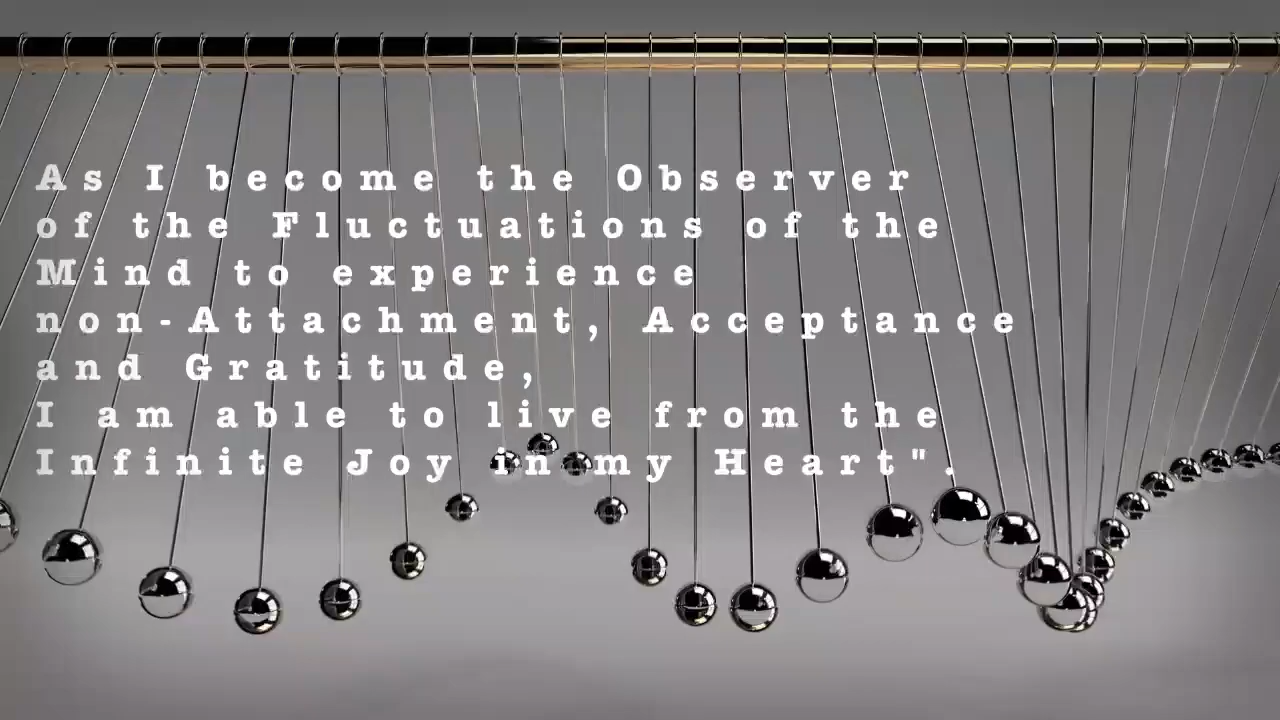 As I become the Observer
of the Fluctuations of the
Mind to experience
non-Attachment, Acceptance
and Gratitude,
I am able to live from the
Infinite Joy in my Heart".